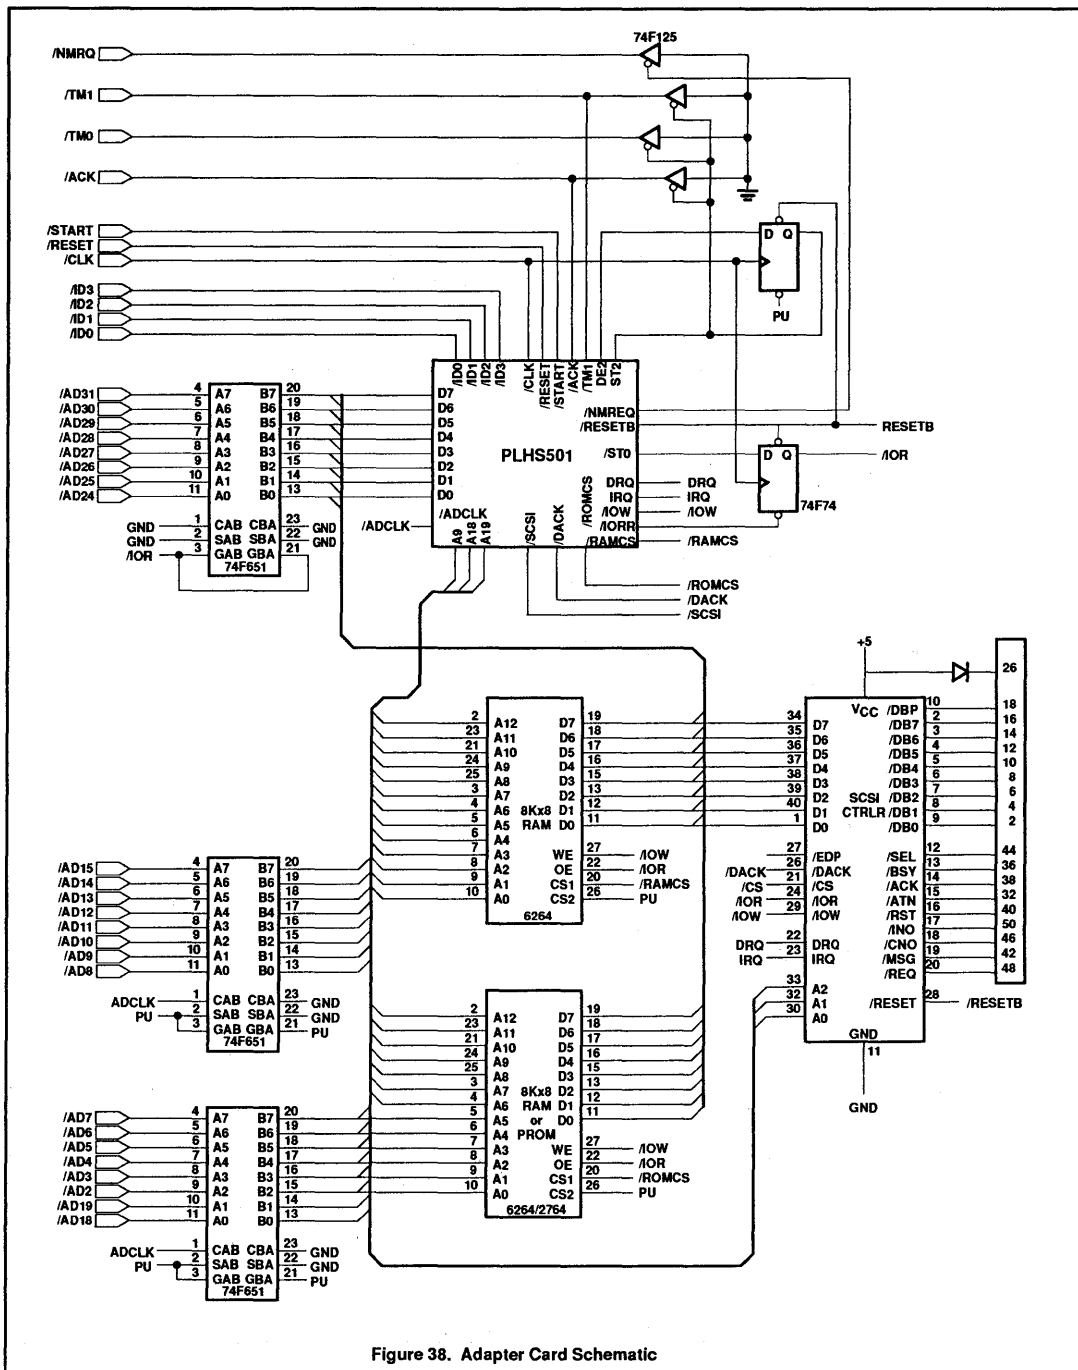 74F125
/NMRQ
/TM1
/TM0
/ACK
/START
/RESET
/CLK
D Q
PU
/ID3
/ID2
/ID1
/ID0
/ID0 /ID1 /ID2 /ID3 /CLK /RESET /START /ACK /TM1 DE2 ST2
/AD31 4 A7 B7 20 D7
/AD30 5 A6 B6 19 D6
/AD29 6 A5 B5 18 D5
/AD28 7 A4 B4 17 D4
/AD27 8 A3 B3 16 D3
/AD26 9 A2 B2 15 D2
/AD25 10 A1 B1 14 D1
/AD24 11 A0 B0 13 D0
GND 1 CAB CBA 23 GND
GND 2 SAB SBA 22 GND
/IOR 3 GAB GBA 21
74F651
PLHS501
/NMREQ
/RESETB RESETB
/ST0 D Q /IOR
74F74
DRQ DRQ
IRQ IRQ
/IOW /IOW
/IORR
/RAMCS /RAMCS
/ADCLK /ADCLK
A9 A18 A19 /SCSI /DACK /ROMCS
/ROMCS
/DACK
/SCSI
+5
26
2 A12 D7 19
23 A11 D6 18
21 A10 D5 17
24 A9 D4 16
25 A8 D3 15
3 A7 D2 13
4 A6 8Kx8 D1 12
5 A5 RAM D0 11
6 A4
7 A3 WE 27 /IOW
8 A2 OE 22 /IOR
9 A1 CS1 20 /RAMCS
10 A0 CS2 26 PU
6264
VCC /DBP 10 18
34 D7 /DB7 2 16
35 D6 /DB6 3 14
36 D5 /DB5 4 12
37 D4 /DB4 5 10
38 D3 /DB3 6 8
39 D2 SCSI /DB2 7 6
40 D1 CTRLR /DB1 8 4
1 D0 /DB0 9 2
27 /EDP /SEL 12 44
/DACK 26 /DACK /BSY 13 36
/CS 21 /CS /ACK 14 38
/IOR 24 /IOR /ATN 15 32
/IOW 29 /IOW /RST 16 40
/INO 17 50
DRQ 22 DRQ /CNO 18 46
IRQ 23 IRQ /MSG 19 42
/REQ 20 48
33 A2
32 A1 /RESET 28 /RESETB
30 A0
GND
11
GND
/AD15 4 A7 B7 20
/AD14 5 A6 B6 19
/AD13 6 A5 B5 18
/AD12 7 A4 B4 17
/AD11 8 A3 B3 16
/AD10 9 A2 B2 15
/AD9 10 A1 B1 14
/AD8 11 A0 B0 13
ADCLK 1 CAB CBA 23 GND
PU 2 SAB SBA 22 GND
3 GAB GBA 21 PU
74F651
2 A12 D7 19
23 A11 D6 18
21 A10 D5 17
24 A9 D4 16
25 A8 D3 15
3 A7 8Kx8 D2 13
4 A6 RAM D1 12
5 A5 or D0 11
6 A4 PROM
7 A3 WE 27 /IOW
8 A2 OE 22 /IOR
9 A1 CS1 20 /ROMCS
10 A0 CS2 26 PU
6264/2764
/AD7 4 A7 B7 20
/AD6 5 A6 B6 19
/AD5 6 A5 B5 18
/AD4 7 A4 B4 17
/AD3 8 A3 B3 16
/AD2 9 A2 B2 15
/AD19 10 A1 B1 14
/AD18 11 A0 B0 13
ADCLK 1 CAB CBA 23 GND
PU 2 SAB SBA 22 GND
3 GAB GBA 21 PU
74F651
Figure 38. Adapter Card Schematic